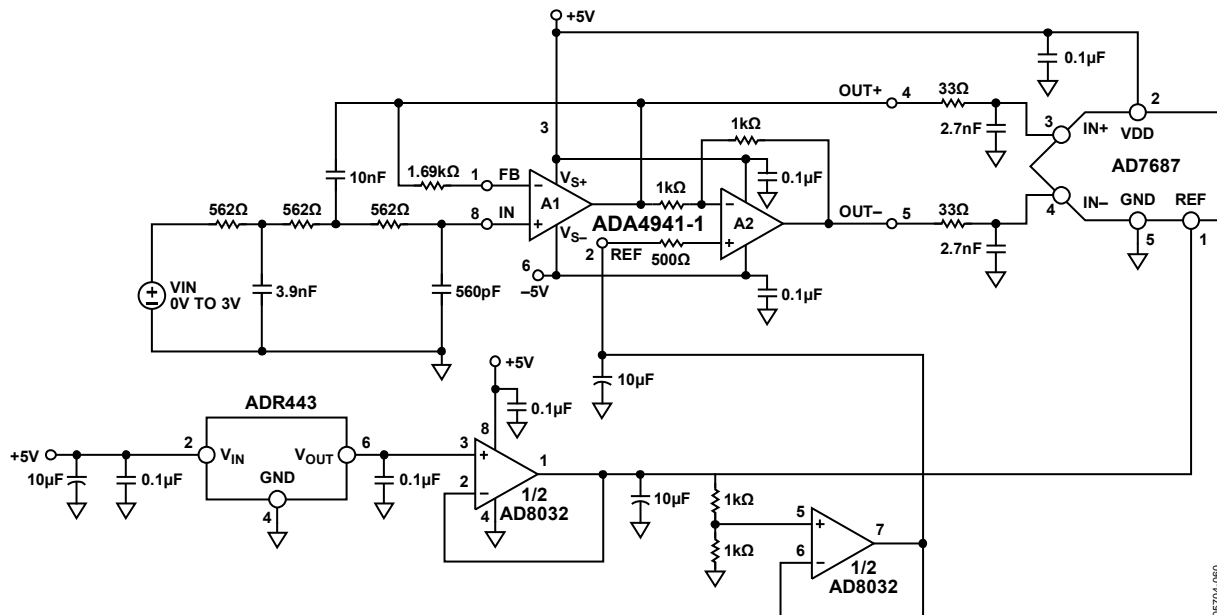 +5V
0.1µF
OUT+ 4
33Ω
2
1kΩ
3
2.7nF
3
IN+
VDD
AD7687
10nF
1.69kΩ
1
FB
VS+
0.1µF
1kΩ
A1
ADA4941-1
A2
OUT– 5
33Ω
4
IN–
GND
REF
562Ω
562Ω
562Ω
8
IN
VS–
2
REF
500Ω
2.7nF
5
1
6
–5V
0.1µF
VIN
0V TO 3V
3.9nF
560pF
+5V
10µF
ADR443
0.1µF
8
+5V
2
VIN
VOUT
6
3
1
10µF
0.1µF
GND
4
0.1µF
2
4
1/2
AD8032
10µF
1kΩ
1kΩ
5
6
7
1/2
AD8032
05704-060